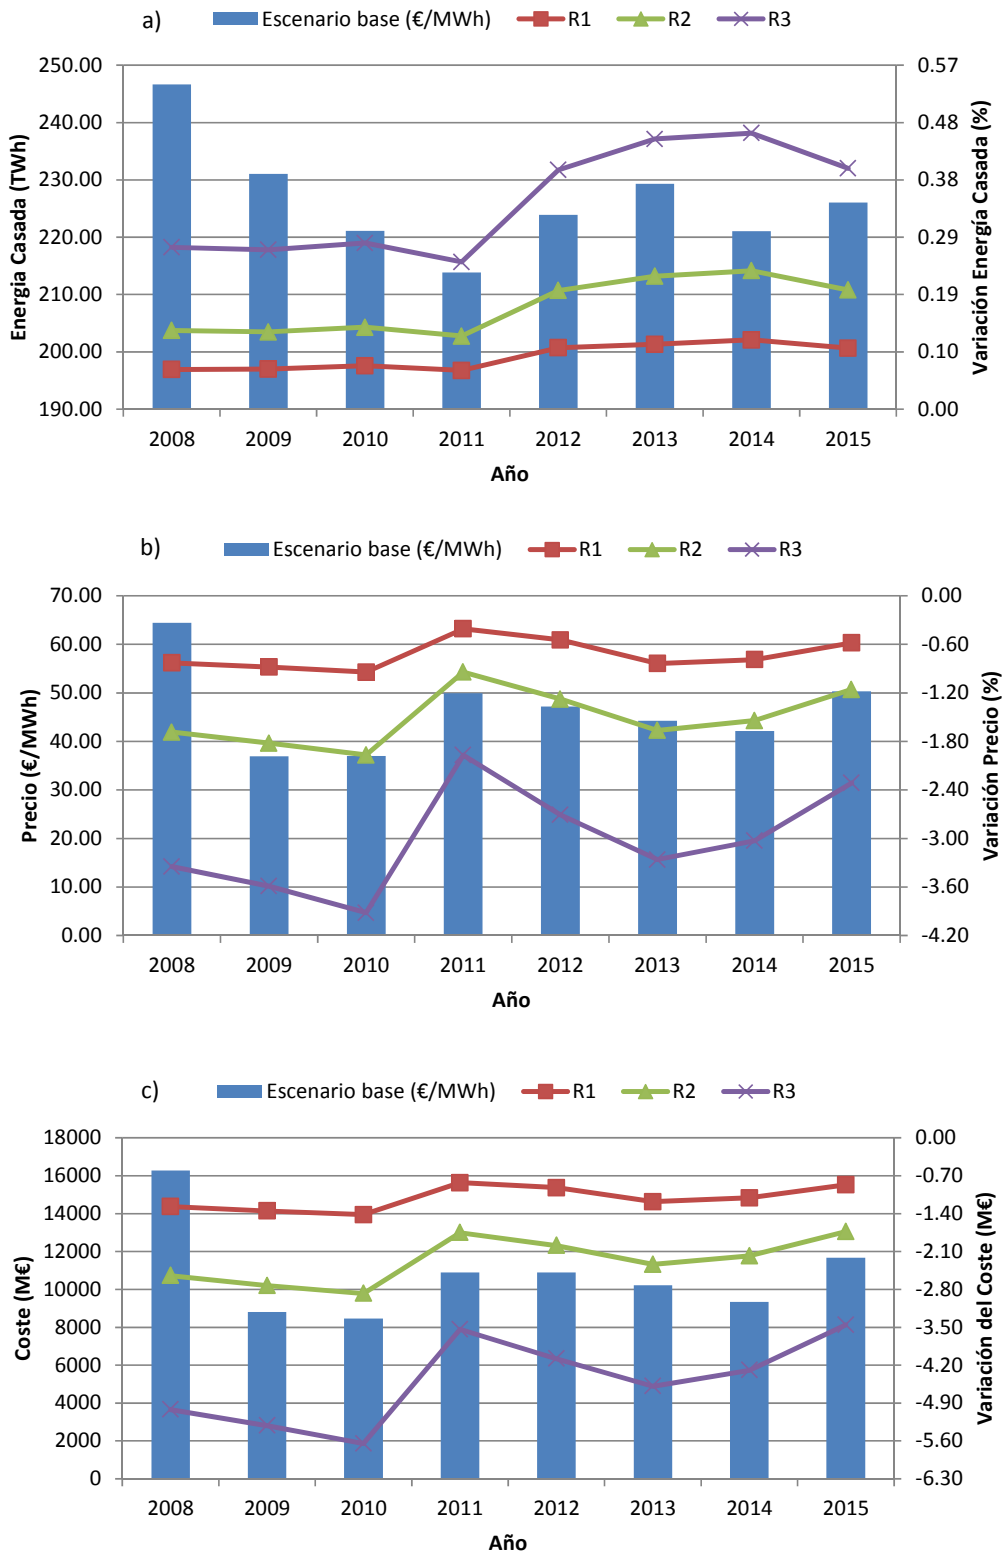 a)
Escenario base (€/MWh) R1 R2 R3
250.00 0.57
240.00 0.48
230.00 0.38
220.00 0.29
210.00 0.19
200.00 0.10
190.00 0.00
Energía Casada (TWh)
Variación Energía Casada (%)
2008 2009 2010 2011 2012 2013 2014 2015
Año
b)
Escenario base (€/MWh) R1 R2 R3
70.00 0.00
60.00 -0.60
50.00 -1.20
40.00 -1.80
30.00 -2.40
20.00 -3.00
10.00 -3.60
0.00 -4.20
Precio (€/MWh)
Variación Precio (%)
2008 2009 2010 2011 2012 2013 2014 2015
Año
c)
Escenario base (€/MWh) R1 R2 R3
18000 0.00
16000 -0.70
14000 -1.40
12000 -2.10
10000 -2.80
8000 -3.50
6000 -4.20
4000 -4.90
2000 -5.60
0 -6.30
Coste (M€)
Variación del Coste (M€)
2008 2009 2010 2011 2012 2013 2014 2015
Año